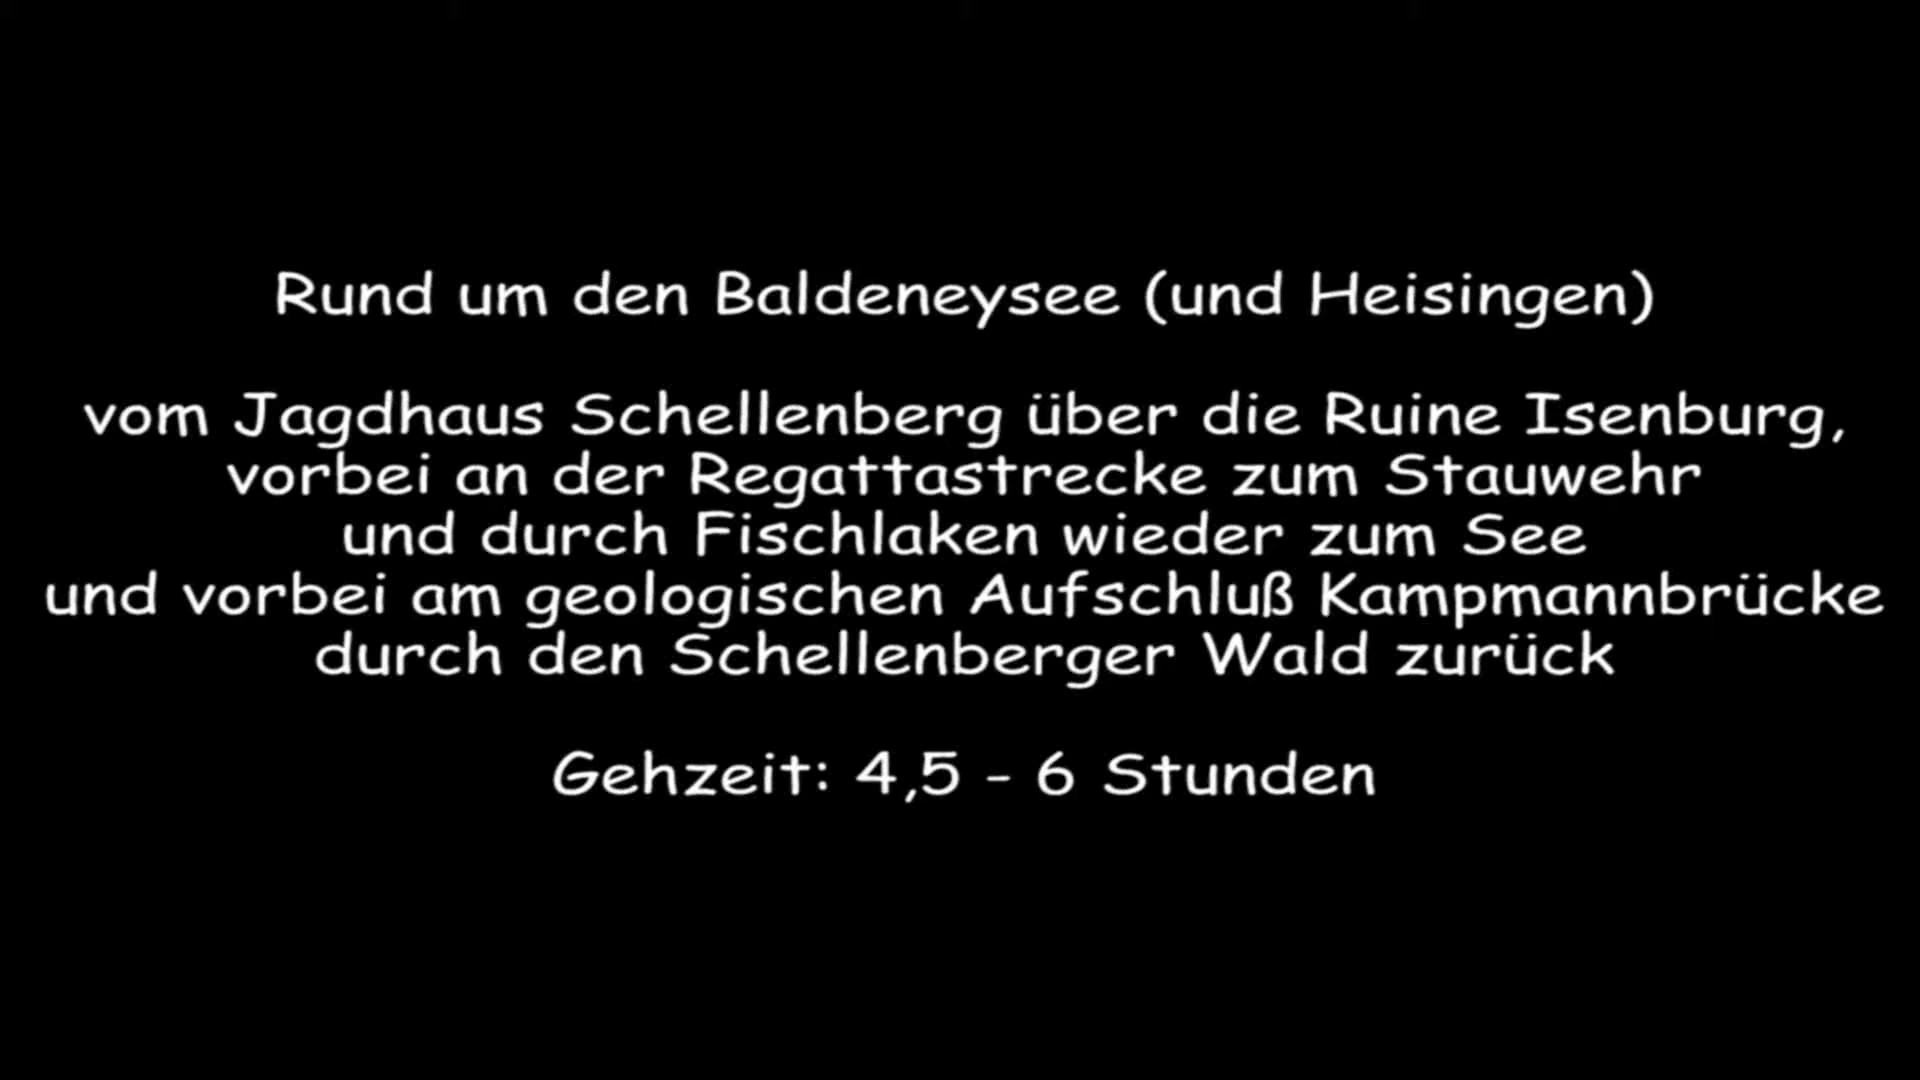 Rund um den Baldeneysee (und Heisingen)
vom Jagdhaus Schellenberg über die Ruine Isenburg,
vorbei an der Regattastrecke zum Stauwehr
und durch Fischlaken wieder zum See
und vorbei am geologischen Aufschluß Kampmannbrücke
durch den Schellenberger Wald zurück
Gehzeit: 4,5 - 6 Stunden